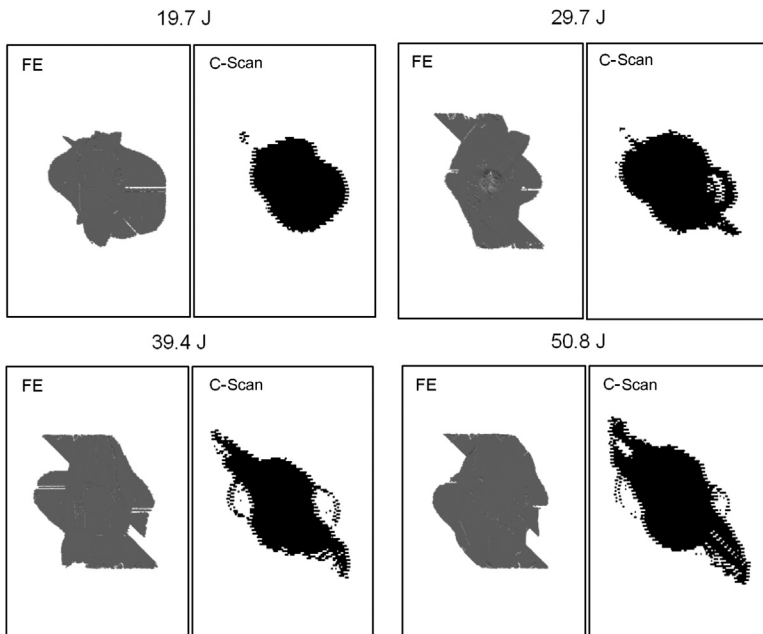 19.7 J
29.7 J
FE
C-Scan
FE
C-Scan
39.4 J
50.8 J
FE
C-Scan
FE
C-Scan